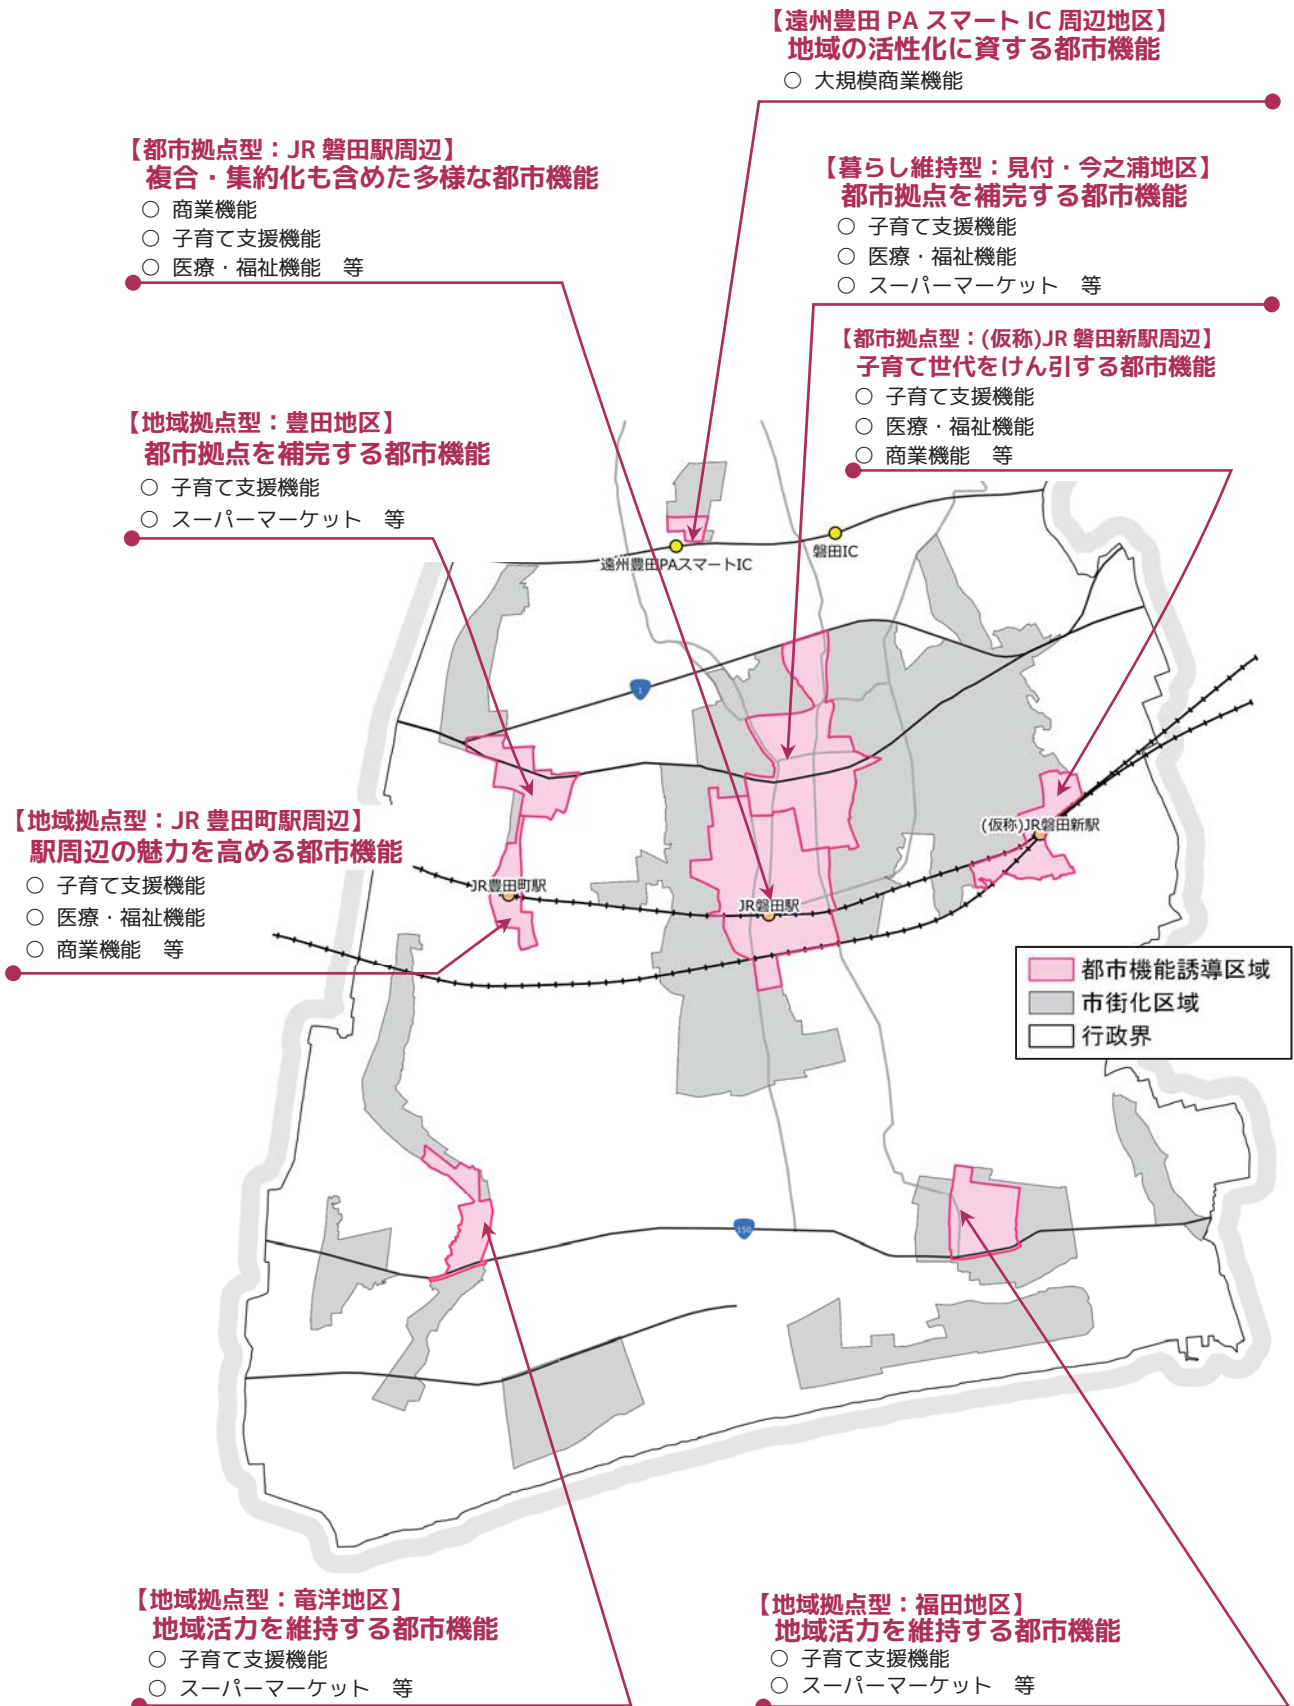 【遠州豊田 PA スマート IC 周辺地区】
地域の活性化に資する都市機能
○ 大規模商業機能
【都市拠点型：JR 磐田駅周辺】
複合・集約化も含めた多様な都市機能
○ 商業機能
○ 子育て支援機能
○ 医療・福祉機能　等
【暮らし維持型：見付・今之浦地区】
都市拠点を補完する都市機能
○ 子育て支援機能
○ 医療・福祉機能
○ スーパーマーケット　等
【都市拠点型：(仮称)JR 磐田新駅周辺】
子育て世代をけん引する都市機能
○ 子育て支援機能
○ 医療・福祉機能
○ 商業機能　等
【地域拠点型：豊田地区】
都市拠点を補完する都市機能
○ 子育て支援機能
○ スーパーマーケット　等
遠州豊田PAスマートIC
磐田IC
1
【地域拠点型：JR 豊田町駅周辺】
駅周辺の魅力を高める都市機能
○ 子育て支援機能
○ 医療・福祉機能
○ 商業機能　等
(仮称)JR磐田新駅
JR豊田町駅
JR磐田駅
都市機能誘導区域
市街化区域
行政界
150
【地域拠点型：竜洋地区】
地域活力を維持する都市機能
○ 子育て支援機能
○ スーパーマーケット　等
【地域拠点型：福田地区】
地域活力を維持する都市機能
○ 子育て支援機能
○ スーパーマーケット　等